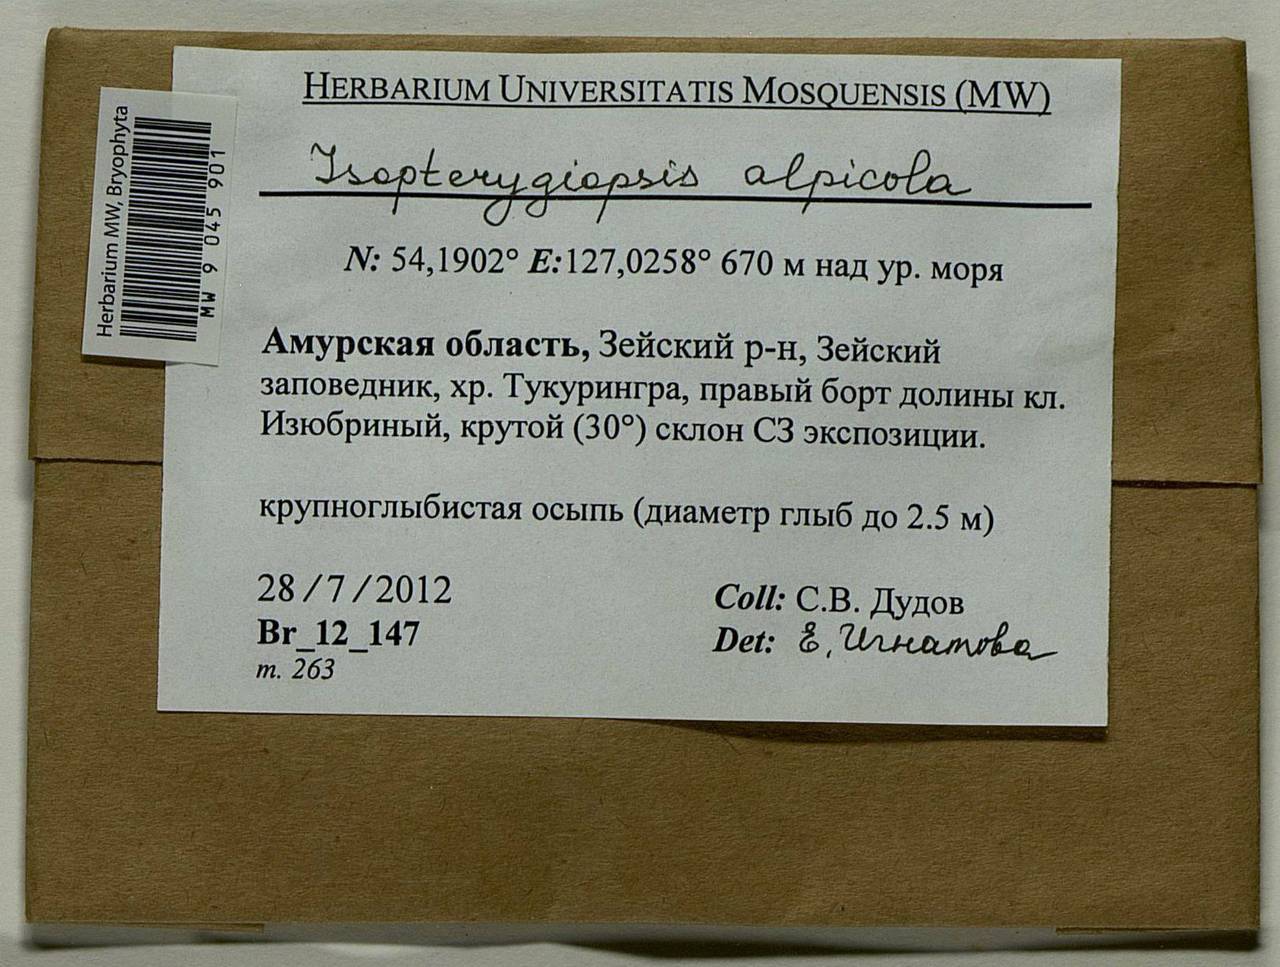 HERBARIUM UNIVERSITATIS MOSQUENSIS (MW)
Isopterygiopsis alpicola
N: 54,1902° E:127,0258° 670 м над ур. моря
Амурская область, Зейский р-н, Зейский
заповедник, хр. Тукурингра, правый борт долины кл.
Изюбриный, крутой (30°) склон СЗ экспозиции.
крупноглыбистая осыпь (диаметр глыб до 2.5 м)
28/7/2012
Br_12_147
т. 263
Coll: С.В. Дудов
Det: Е. Игнатова
Herbarium MW, Bryophyta
MW 9 045 901